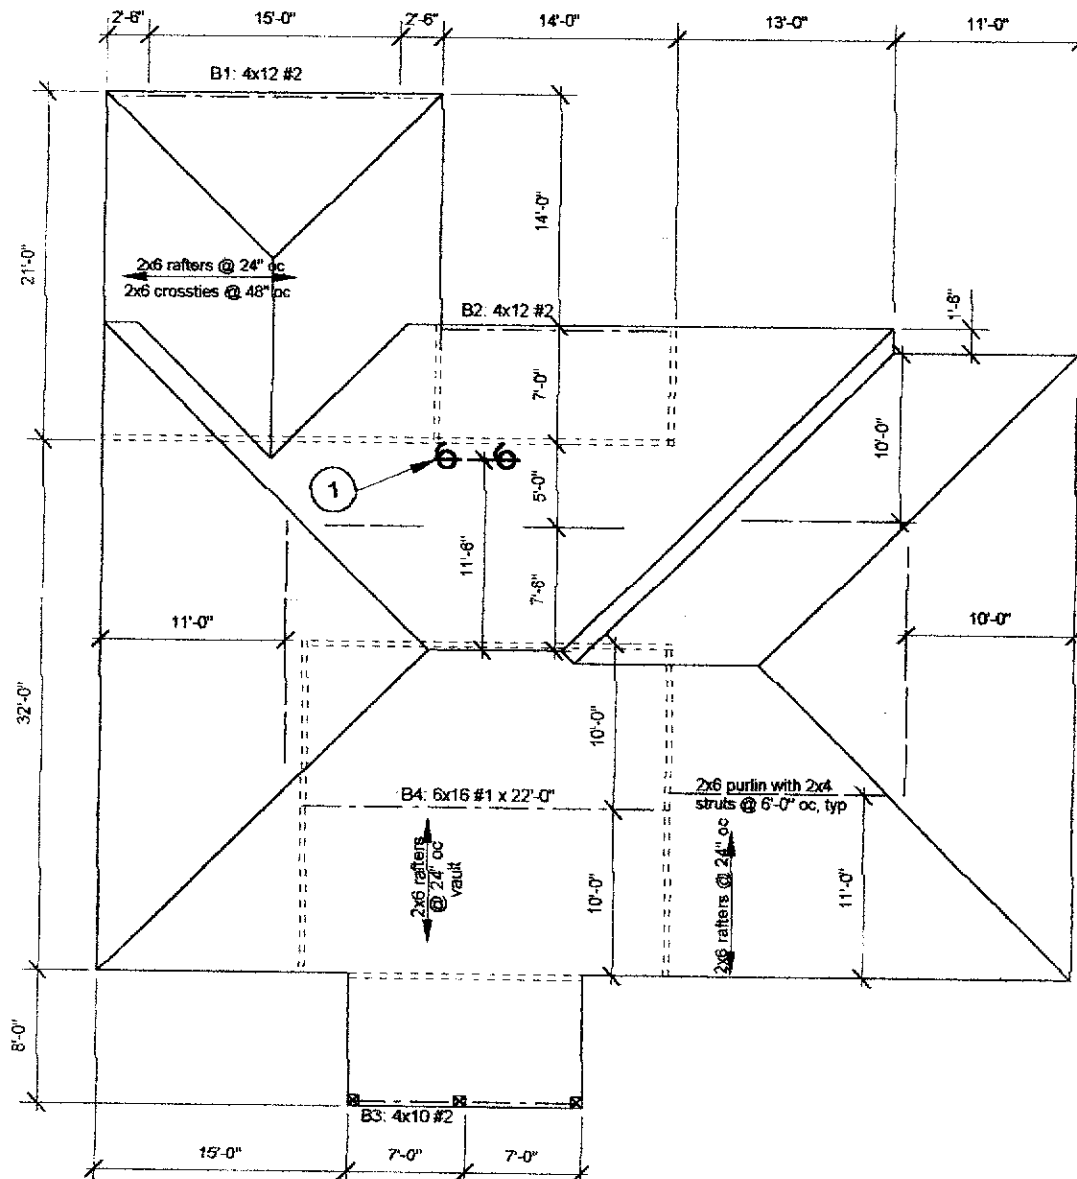 2'-6" 15'-0" 2'-6" 14'-0" 13'-0" 11'-0"
B1: 4x12 #2
21'-0"
14'-0"
2x6 rafters @ 24" oc
2x6 crossties @ 48" oc
B2: 4x12 #2
1'-6"
7'-0"
10'-0"
6 6
1
5'-0"
11'-6"
7'-6"
11'-0"
10'-0"
32'-0"
10'-0"
B4: 6x16 #1 x 22'-0"
2x6 purlin with 2x4
struts @ 6'-0" oc, typ
2x6 rafters
@ 24" oc
vault
2x6 rafters @ 24" oc
10'-0"
11'-0"
8'-0"
B3: 4x10 #2
15'-0" 7'-0" 7'-0"